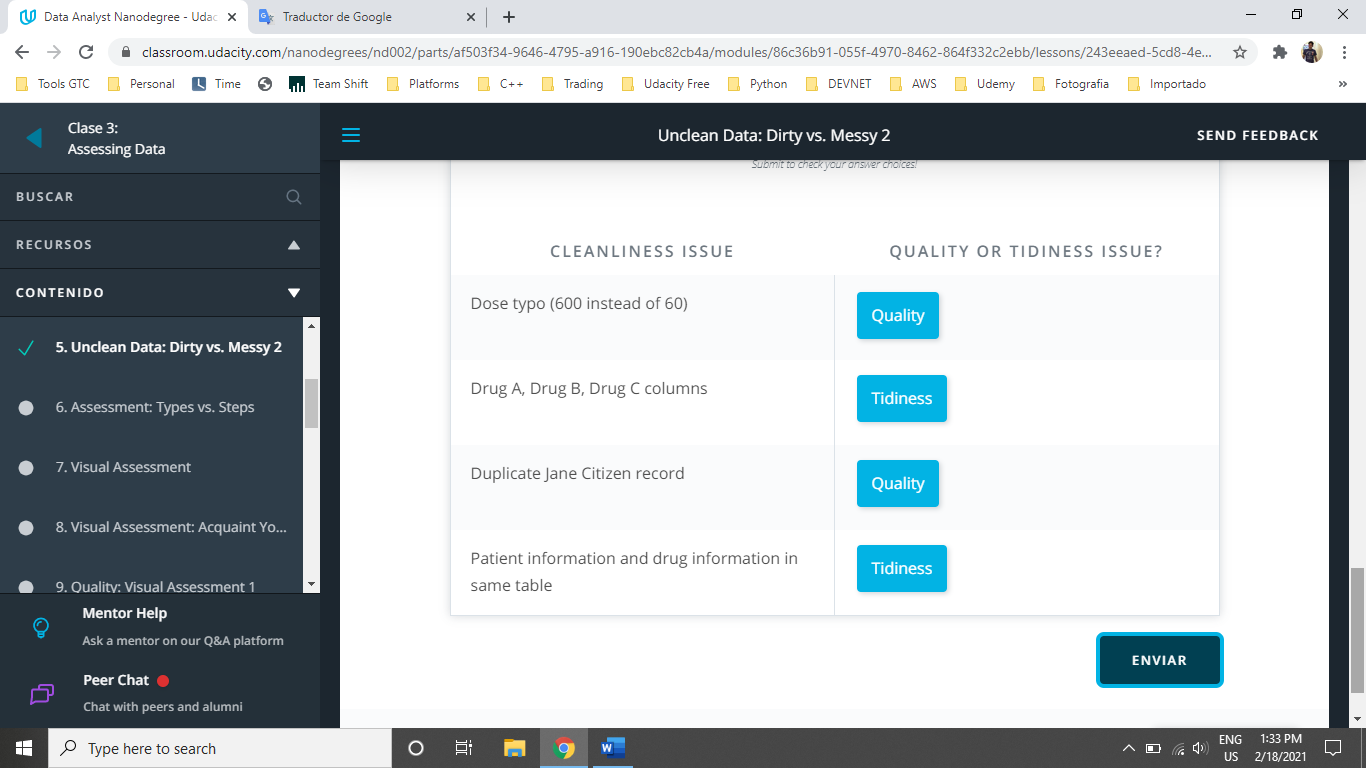 Data Analyst Nanodegree - Udac
Traductor de Google
classroom.udacity.com/nanodegrees/nd002/parts/af503f34-9646-4795-a916-190ebc82cb4a/modules/86c36b91-055f-4970-8462-864f332c2ebb/lessons/243eeaed-5cd8-4e...
Tools GTC Personal Time Team Shift Platforms C++ Trading Udacity Free Python DEVNET AWS Udemy Fotografia Importado »
Clase 3:
Assessing Data
Unclean Data: Dirty vs. Messy 2
SEND FEEDBACK
BUSCAR
RECURSOS
CONTENIDO
5. Unclean Data: Dirty vs. Messy 2
6. Assessment: Types vs. Steps
7. Visual Assessment
8. Visual Assessment: Acquaint Yo...
9. Quality: Visual Assessment 1
Mentor Help
Ask a mentor on our Q&A platform
Peer Chat
Chat with peers and alumni
Submit to check your answer choices!
CLEANLINESS ISSUE QUALITY OR TIDINESS ISSUE?
Dose typo (600 instead of 60) Quality
Drug A, Drug B, Drug C columns Tidiness
Duplicate Jane Citizen record Quality
Patient information and drug information in
same table
Tidiness
ENVIAR
Type here to search
W
ENG
US
1:33 PM
2/18/2021